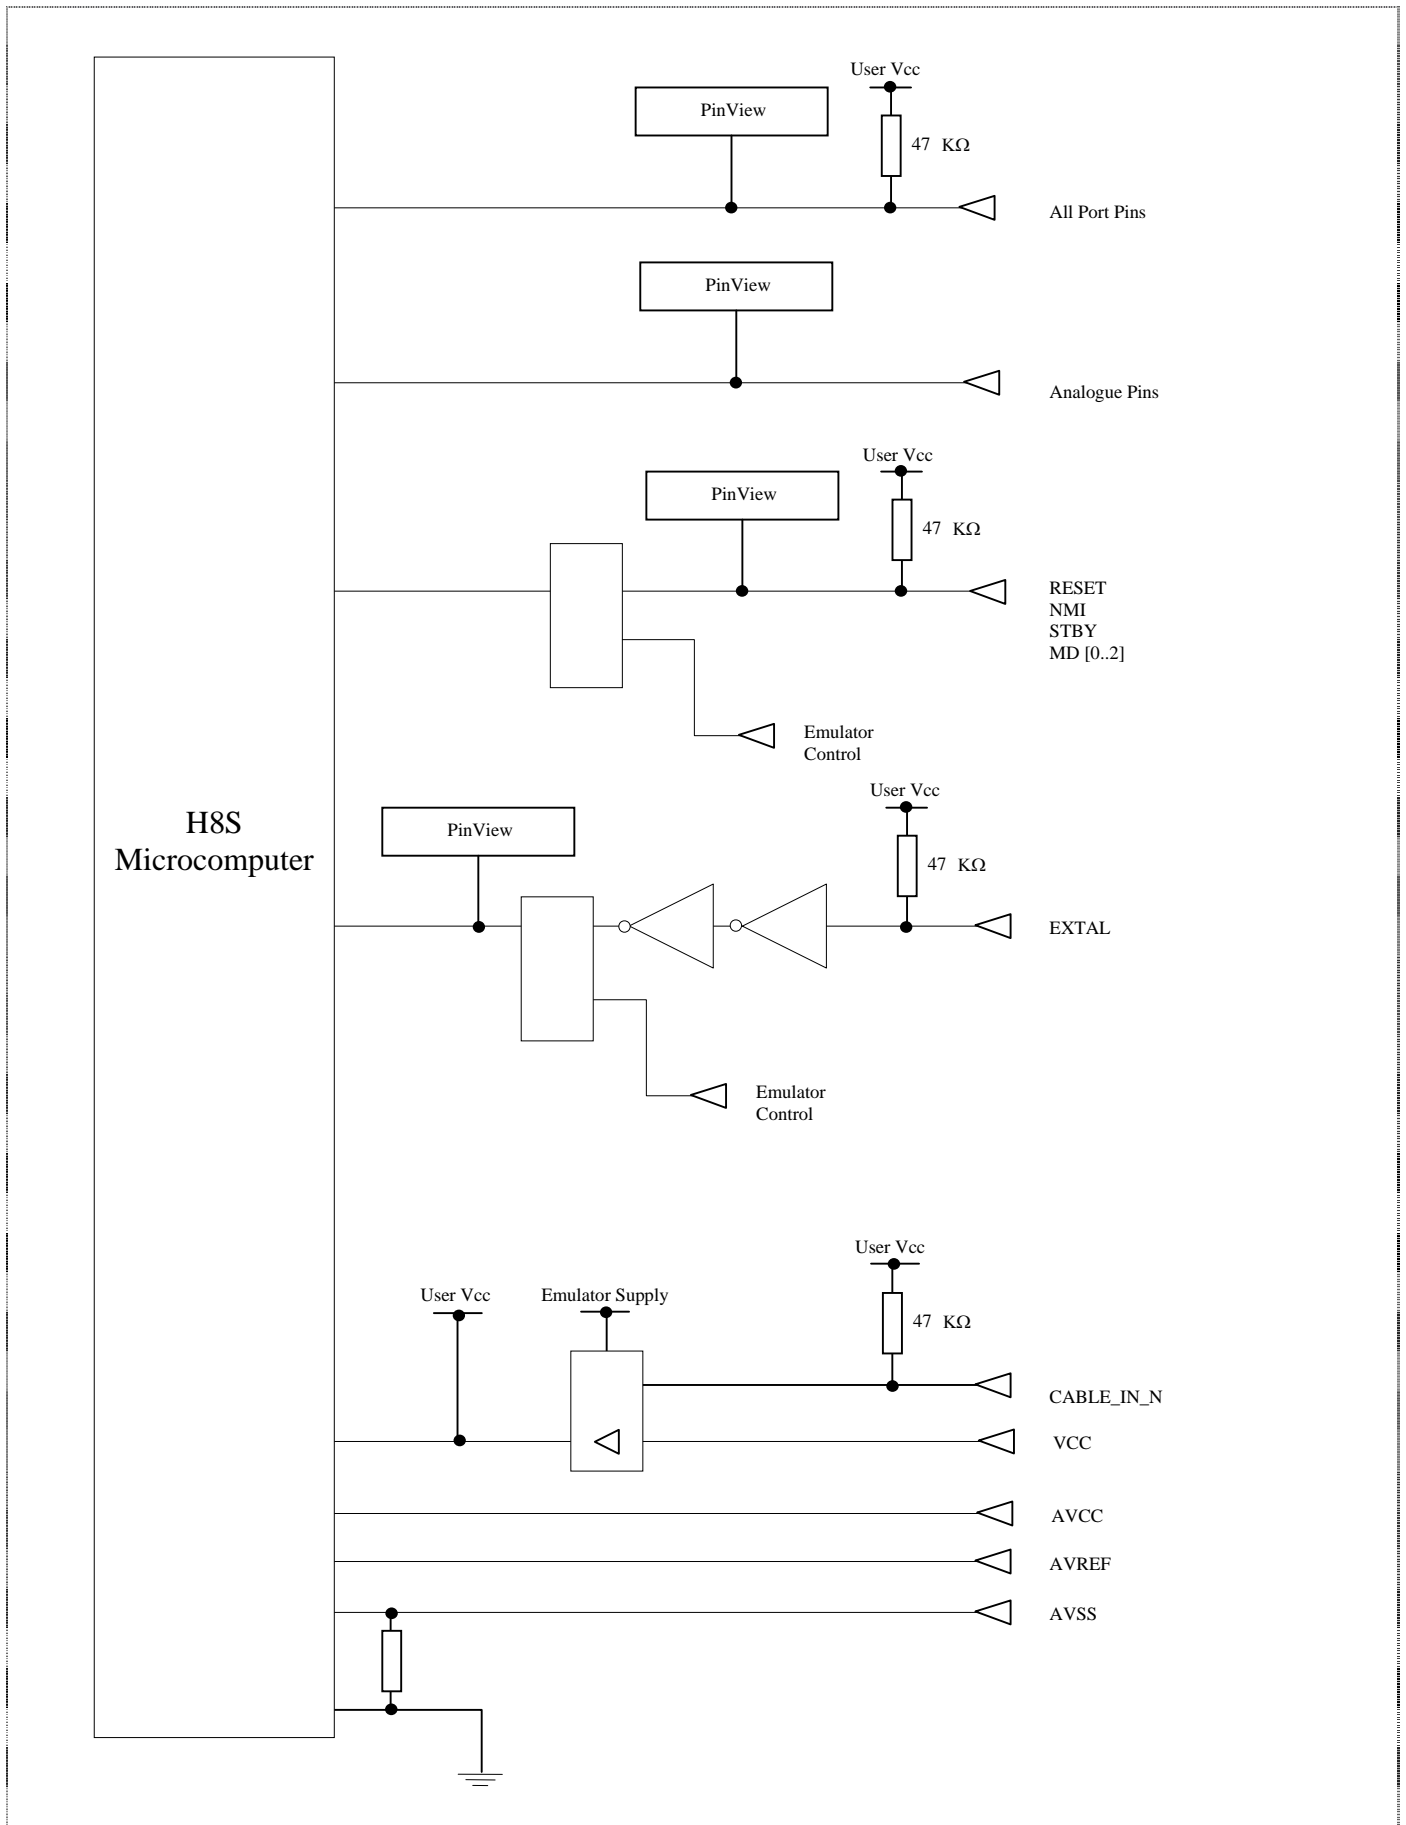 User Vcc
PinView
47 KΩ
All Port Pins
PinView
Analogue Pins
User Vcc
PinView
47 KΩ
RESET
NMI
STBY
MD [0..2]
Emulator
Control
User Vcc
H8S
Microcomputer
PinView
47 KΩ
EXTAL
Emulator
Control
User Vcc
User Vcc
Emulator Supply
47 KΩ
CABLE_IN_N
VCC
AVCC
AVREF
AVSS